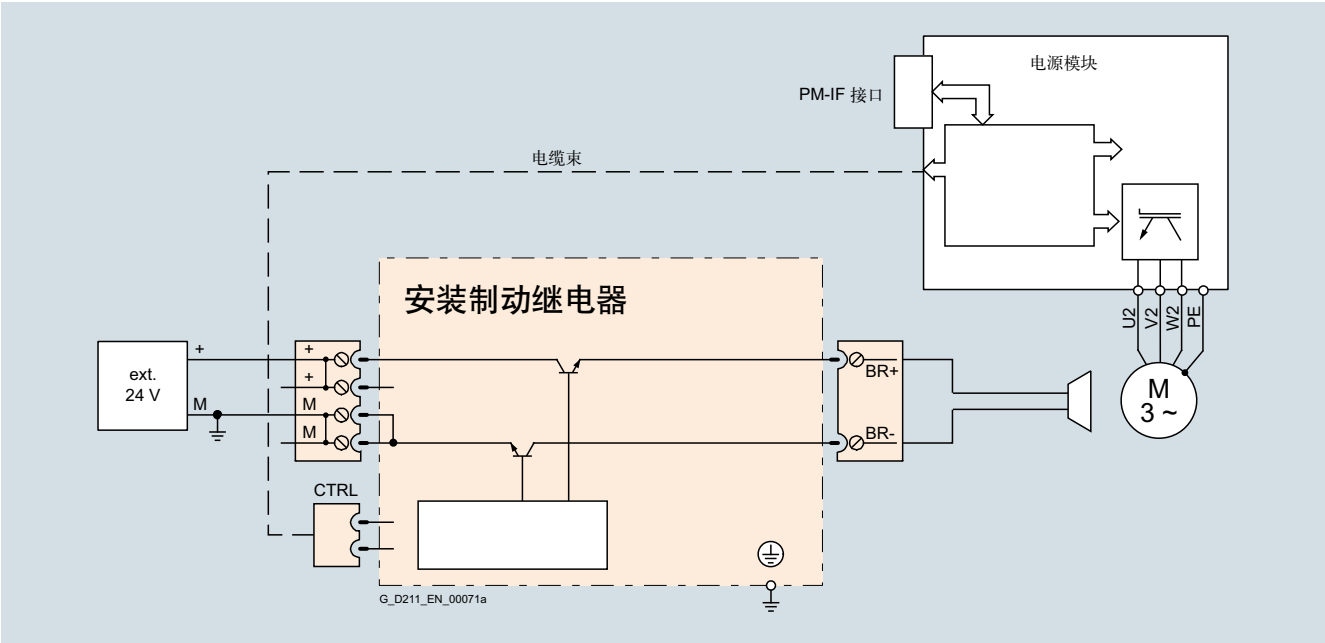 电源模块
PM-IF 接口
电缆束
安装制动继电器
ext.
24 V
+
M
+
+
M
M
CTRL
BR+
BR-
U2
V2
W2
PE
M
3 ~
G_D211_EN_00071a